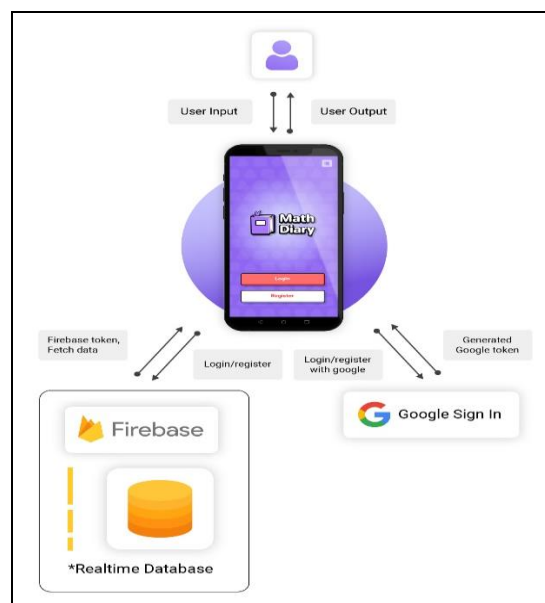 User Input
User Output
Math
Diary
Login
Register
Firebase token,
Fetch data
Login/register
Login/register
with google
Generated
Google token
Firebase
Google Sign In
*Realtime Database